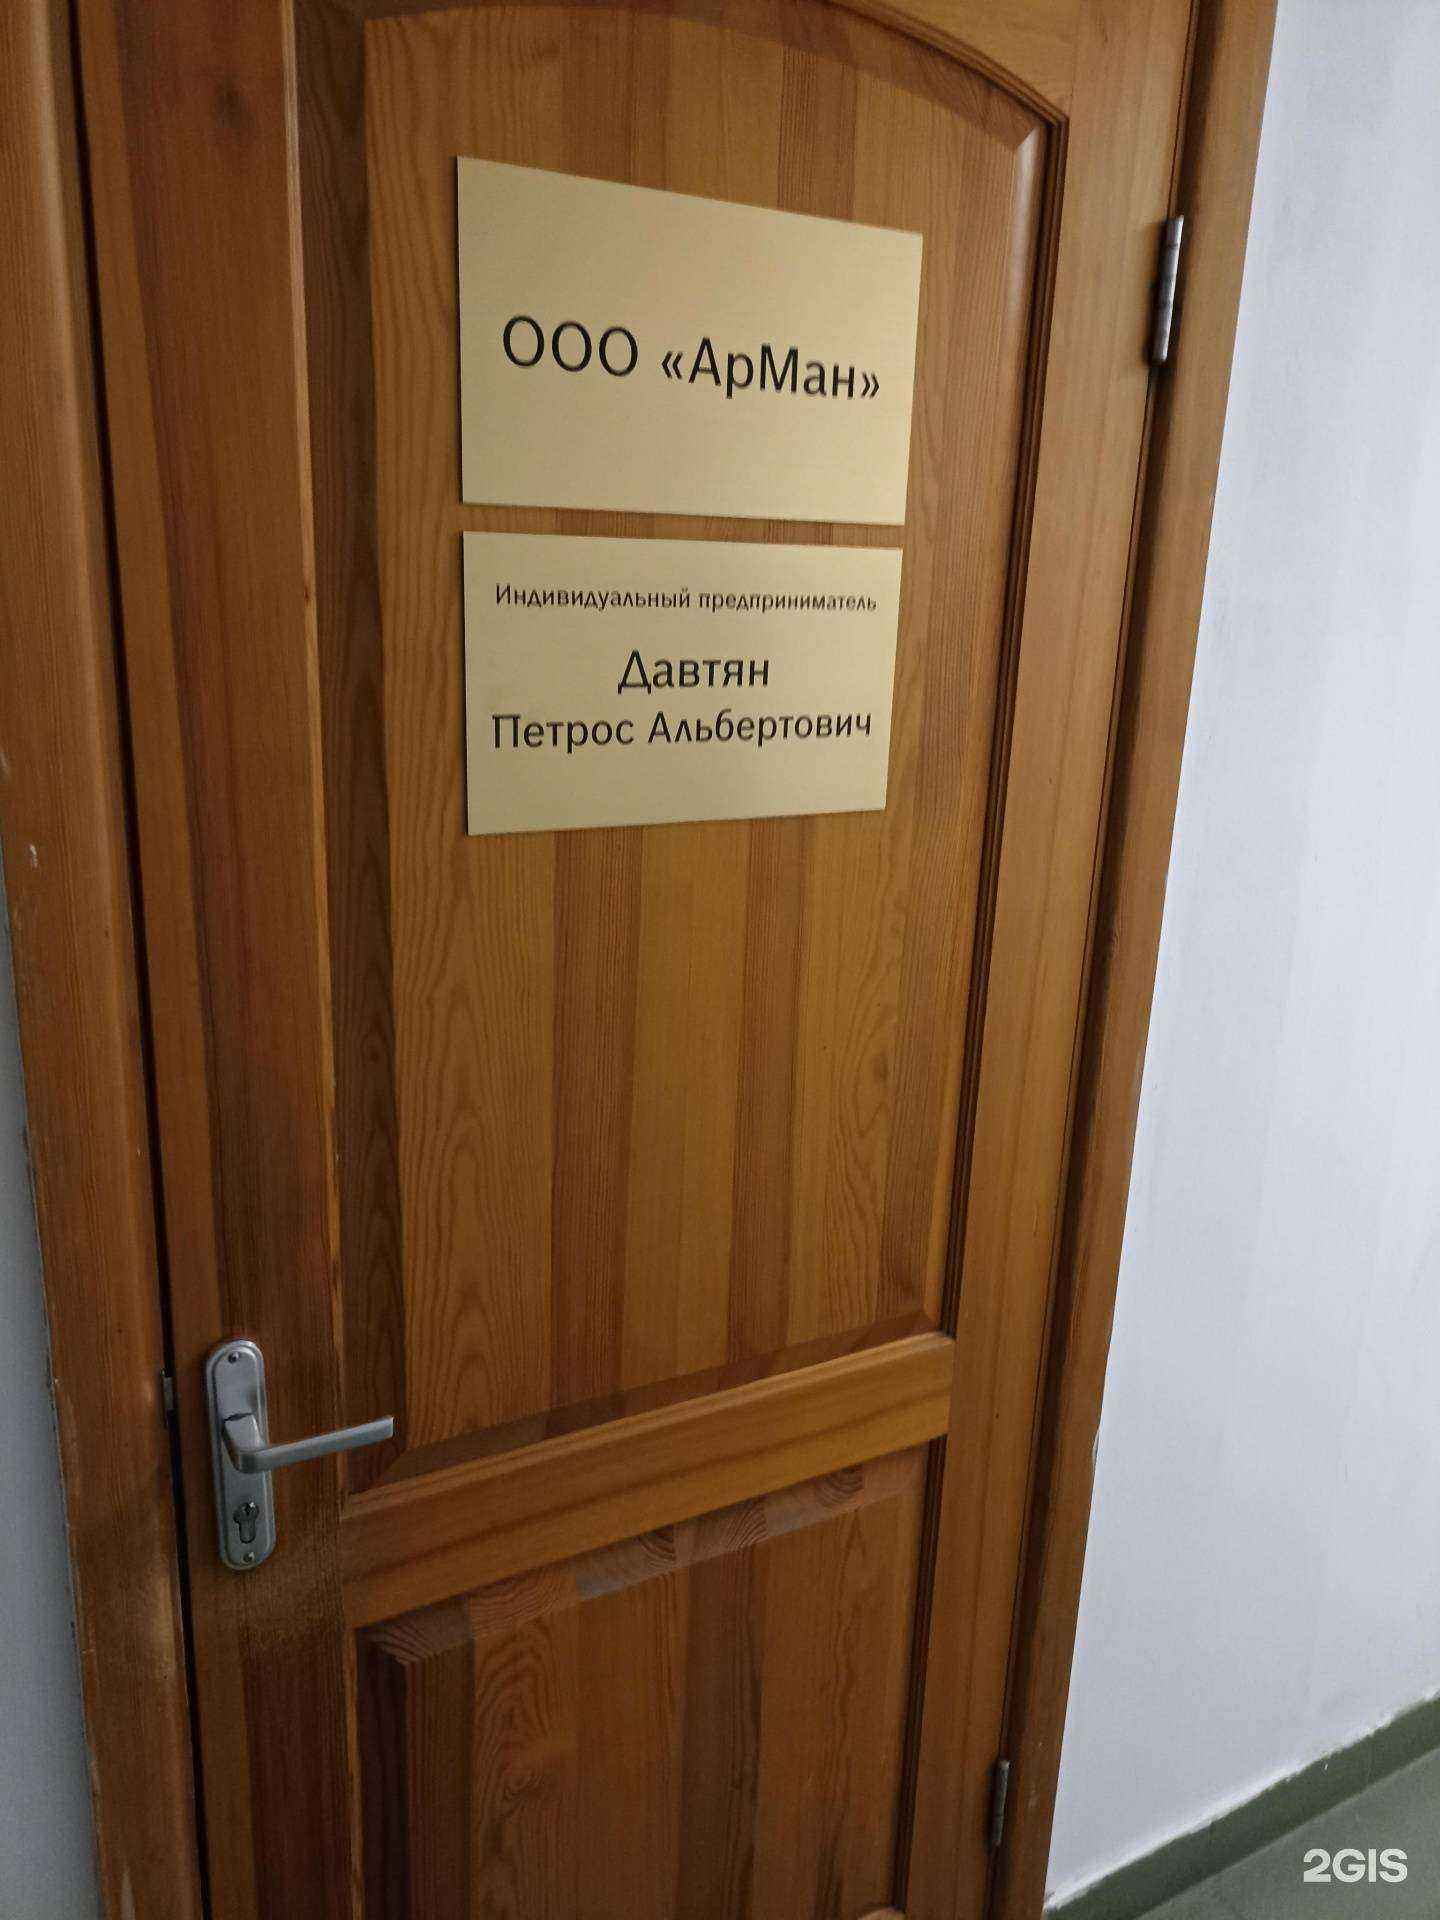 ООО «АрМан»
Индивидуальный предприниматель
Давтян
Петрос Альбертович
2GIS